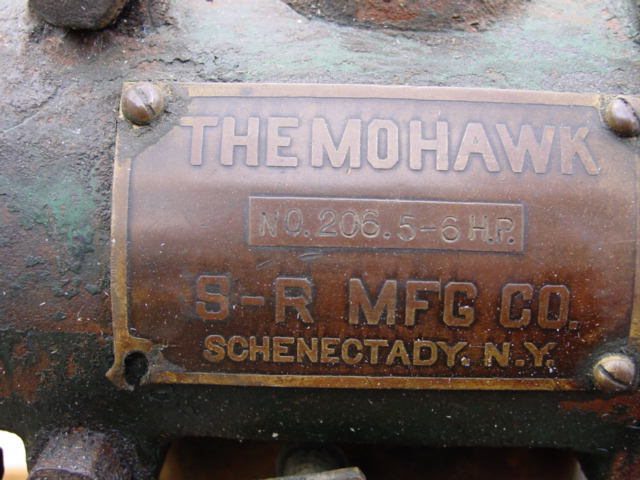 THE MOHAWK
NO. 206. 5-6 H.P.
S-R MFG CO.
SCHENECTADY. N.Y.